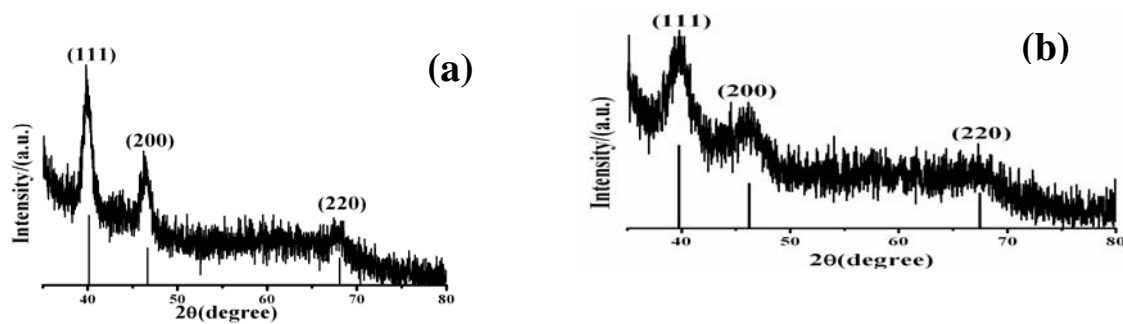 (111)
(a)
(200)
(220)
Intensity/(a.u.)
40 50 60 70 80
2θ(degree)
(111)
(b)
(200)
(220)
Intensity/(a.u.)
40 50 60 70 80
2θ(degree)